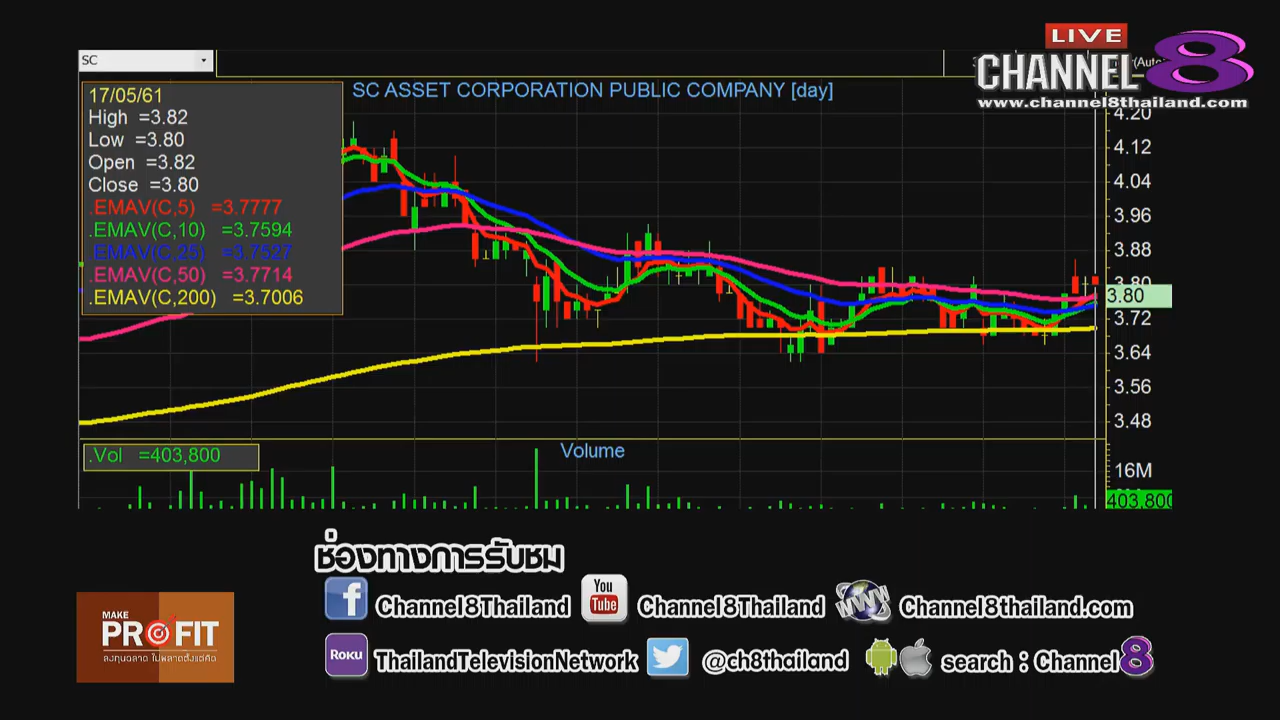 SC
LIVE
CHANNEL 8
www.channel8thailand.com
17/05/61
High =3.82
Low =3.80
Open =3.82
Close =3.80
.EMAV(C,5) =3.7777
.EMAV(C,10) =3.7594
.EMAV(C,25) =3.7527
.EMAV(C,50) =3.7714
.EMAV(C,200) =3.7006
SC ASSET CORPORATION PUBLIC COMPANY [day]
4.20
4.12
4.04
3.96
3.88
3.80
3.80
3.72
3.64
3.56
3.48
.Vol =403,800
Volume
16M
403,800
ช่องทางการรับชม
f Channel8Thailand
You Tube Channel8Thailand
WWW Channel8thailand.com
MAKE
PROFIT
ลงทุนฉลาด ไม่พลาดตั้งแต่คิด
ROKU ThailandTelevisionNetwork
@ch8thailand
search : Channel 8